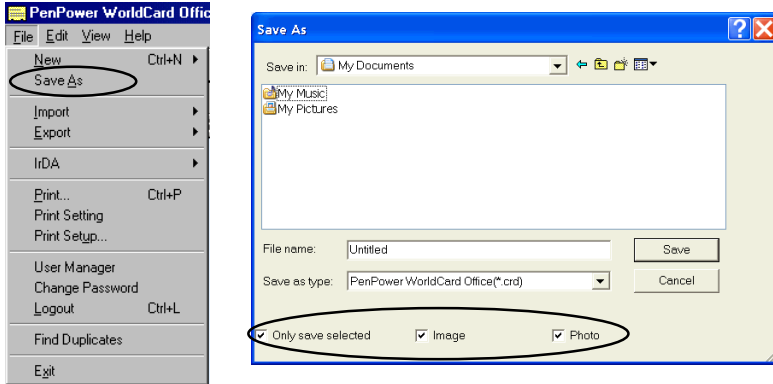 PenPower WorldCard Offic
File Edit View Help
New Ctrl+N
Save As
Import
Export
IrDA
Print... Ctrl+P
Print Setting
Print Setup...
User Manager
Change Password
Logout Ctrl+L
Find Duplicates
Exit
Save As
Save in: My Documents
My Music
My Pictures
File name: Untitled Save
Save as type: PenPower WorldCard Office(*.crd) Cancel
Only save selected Image Photo